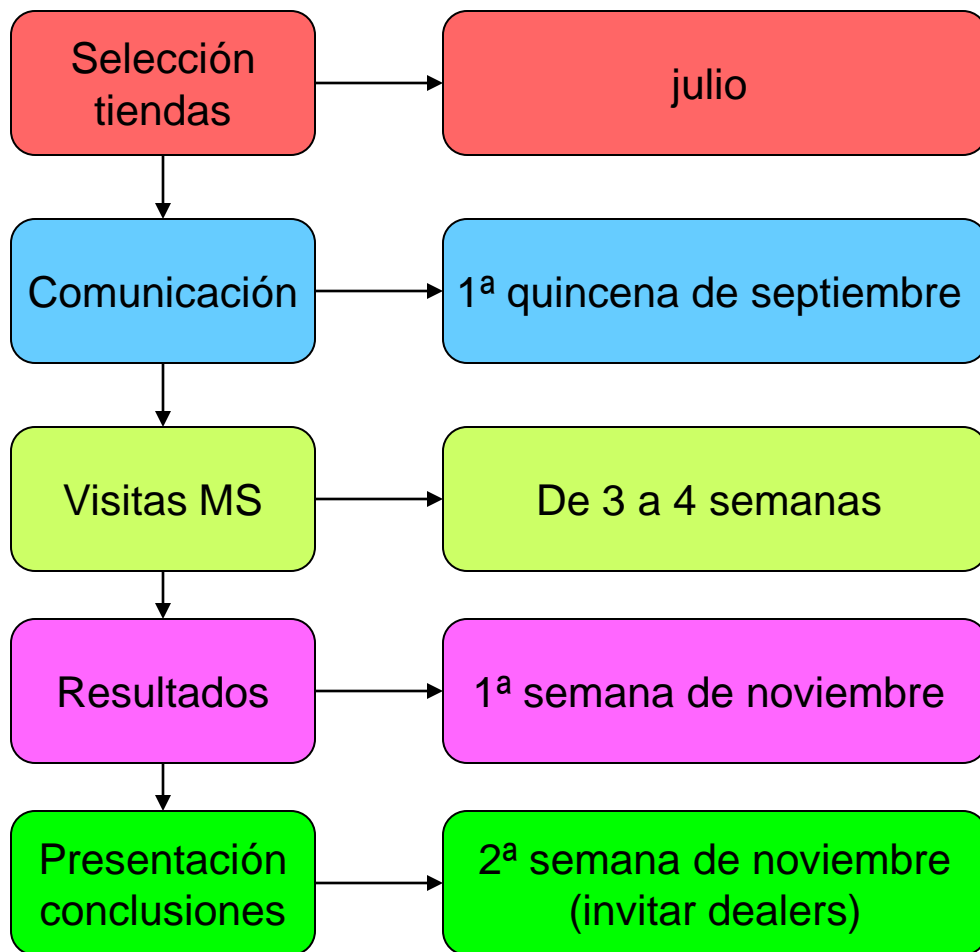 Selección
tiendas
julio
Comunicación
1ª quincena de septiembre
Visitas MS
De 3 a 4 semanas
Resultados
1ª semana de noviembre
Presentación
conclusiones
2ª semana de noviembre
(invitar dealers)